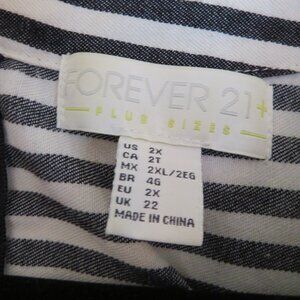 FOREVER 21+
PLUS SIZES
US 2X
CA 2T
MX 2XL/2EG
BR 4G
EU 2X
UK 22
MADE IN CHINA